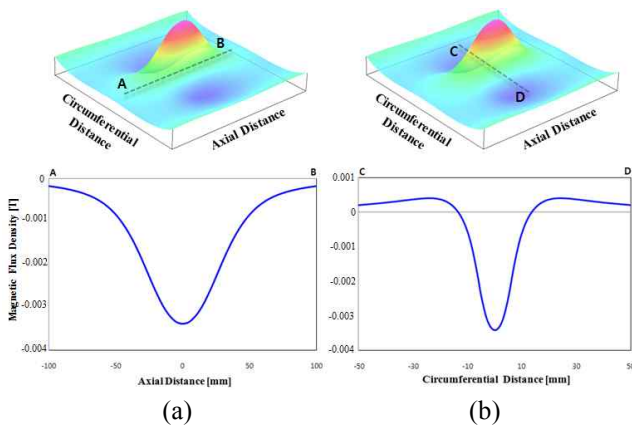 A
B
Circumferential
Distance
Axial Distance
C
D
Circumferential
Distance
Axial Distance
A
B
0
-0.001
-0.002
-0.003
-0.004
Magnetic Flux Density [T]
-100
-50
0
50
100
Axial Distance [mm]
C
D
0.001
0
-0.001
-0.002
-0.003
-0.004
-50
-30
-10
10
30
50
Circumferential Distance [mm]
(a)
(b)